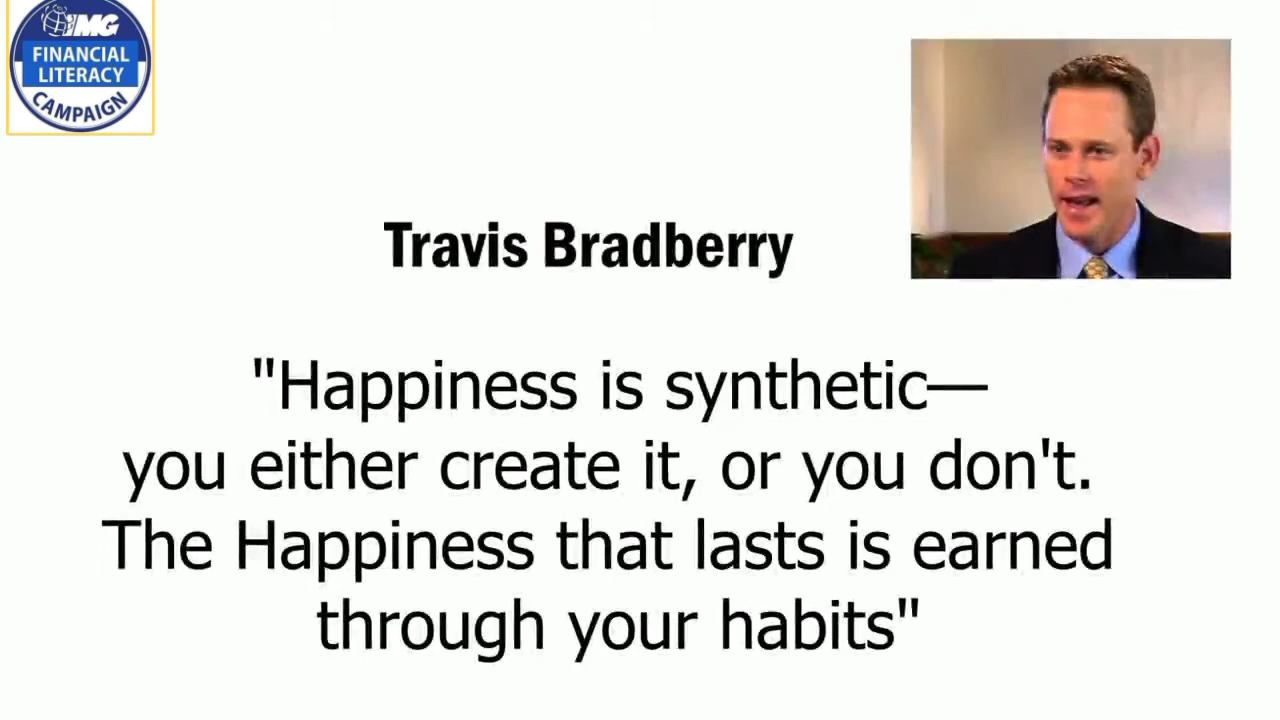 IMG
FINANCIAL
LITERACY
CAMPAIGN
Travis Bradberry
"Happiness is synthetic—
you either create it, or you don't.
The Happiness that lasts is earned
through your habits"